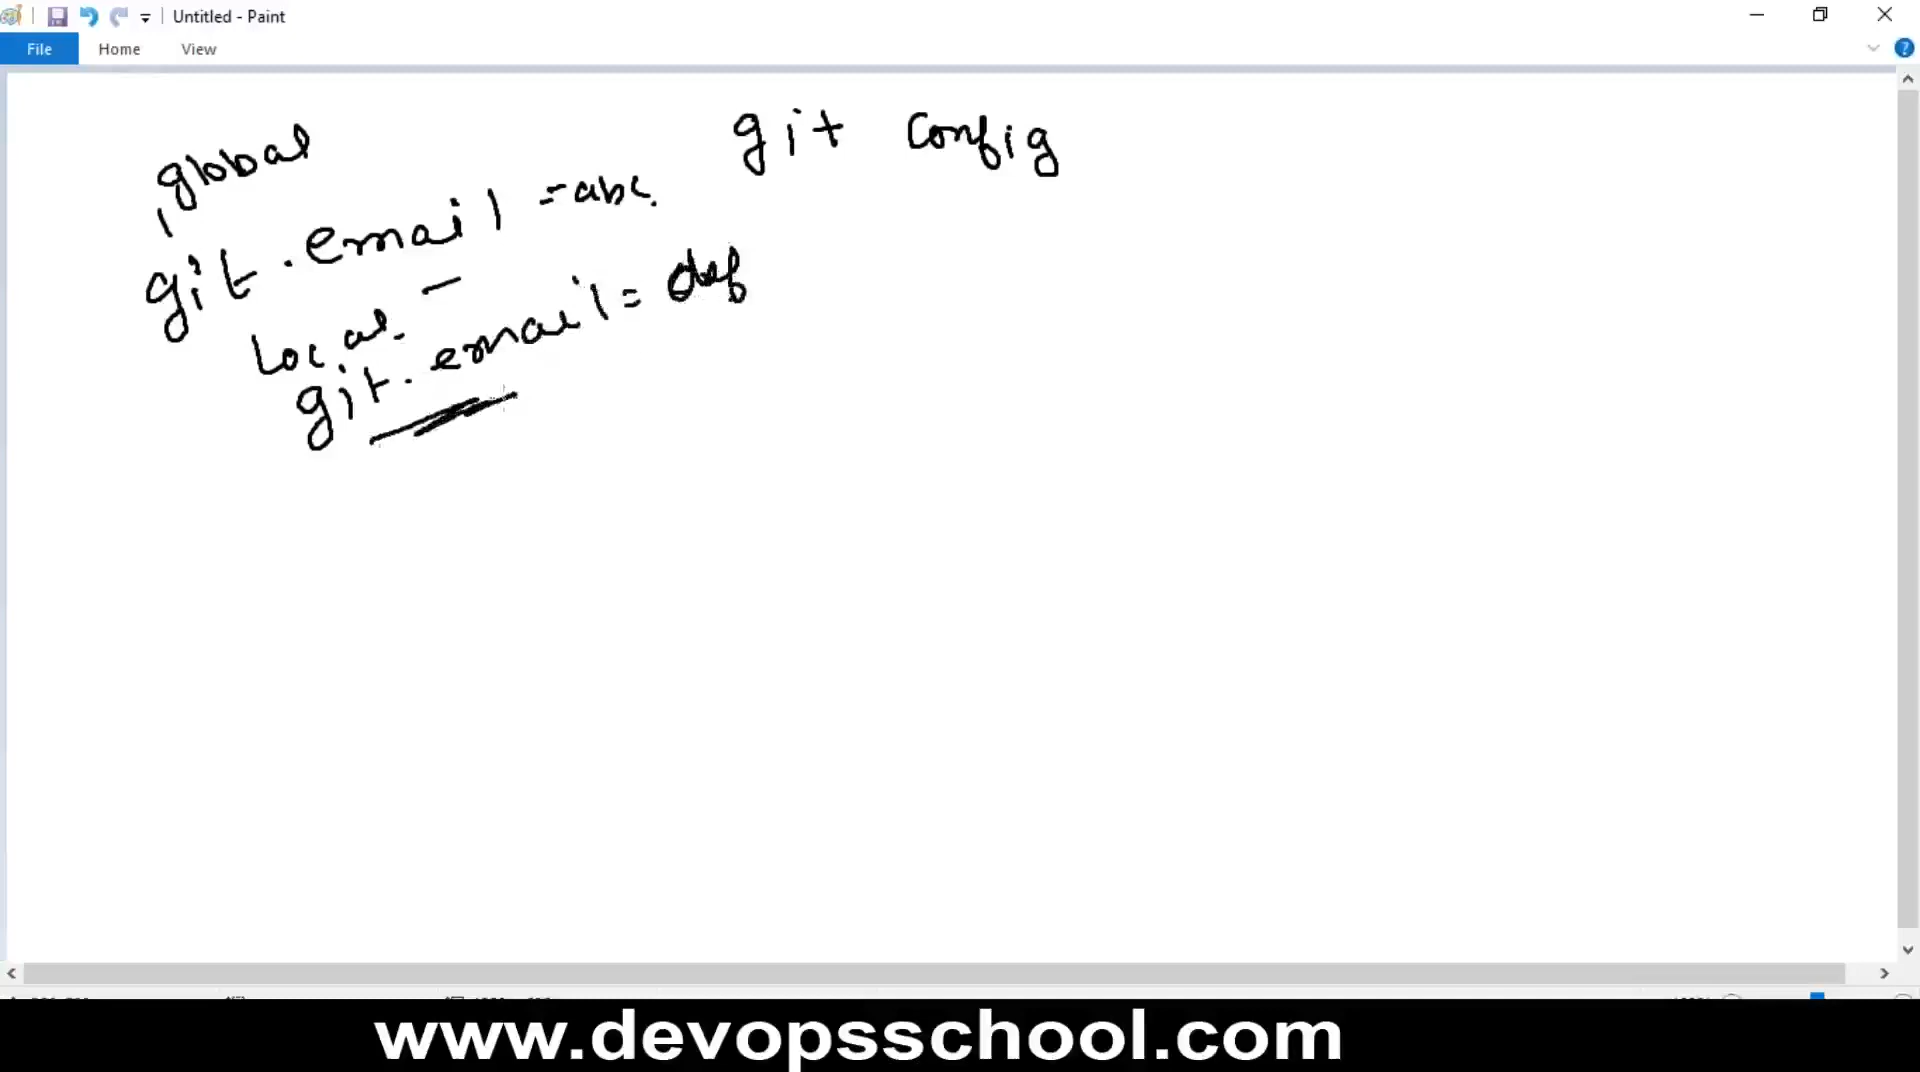 Untitled - Paint
File Home View
global
git config
git.email = abc.
Local.
git.email = def
www.devopsschool.com